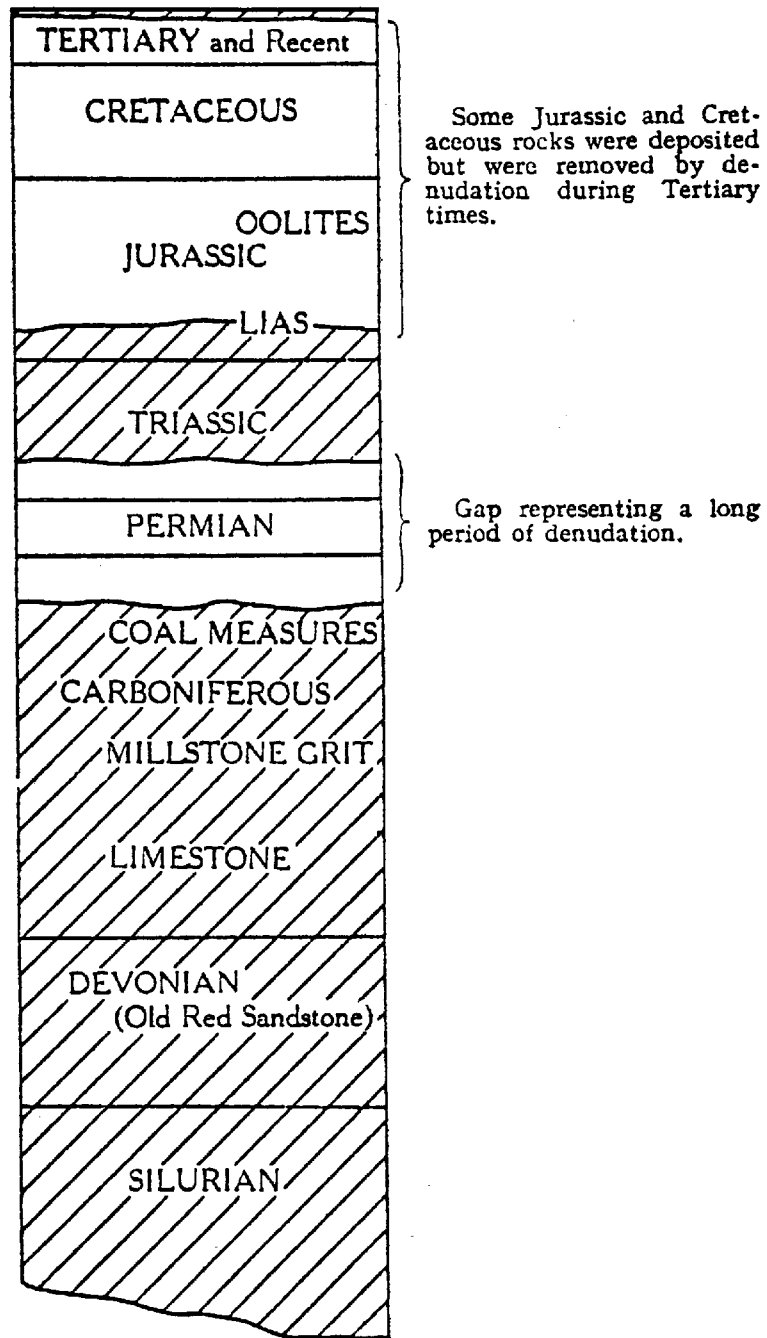 TERTIARY and Recent
CRETACEOUS
Some Jurassic and Cret-
aceous rocks were deposited
but were removed by de-
nudation during Tertiary
times.
OOLITES
JURASSIC
LIAS
TRIASSIC
PERMIAN
Gap representing a long
period of denudation.
COAL MEASURES
CARBONIFEROUS
MILLSTONE GRIT
LIMESTONE
DEVONIAN
(Old Red Sandstone)
SILURIAN